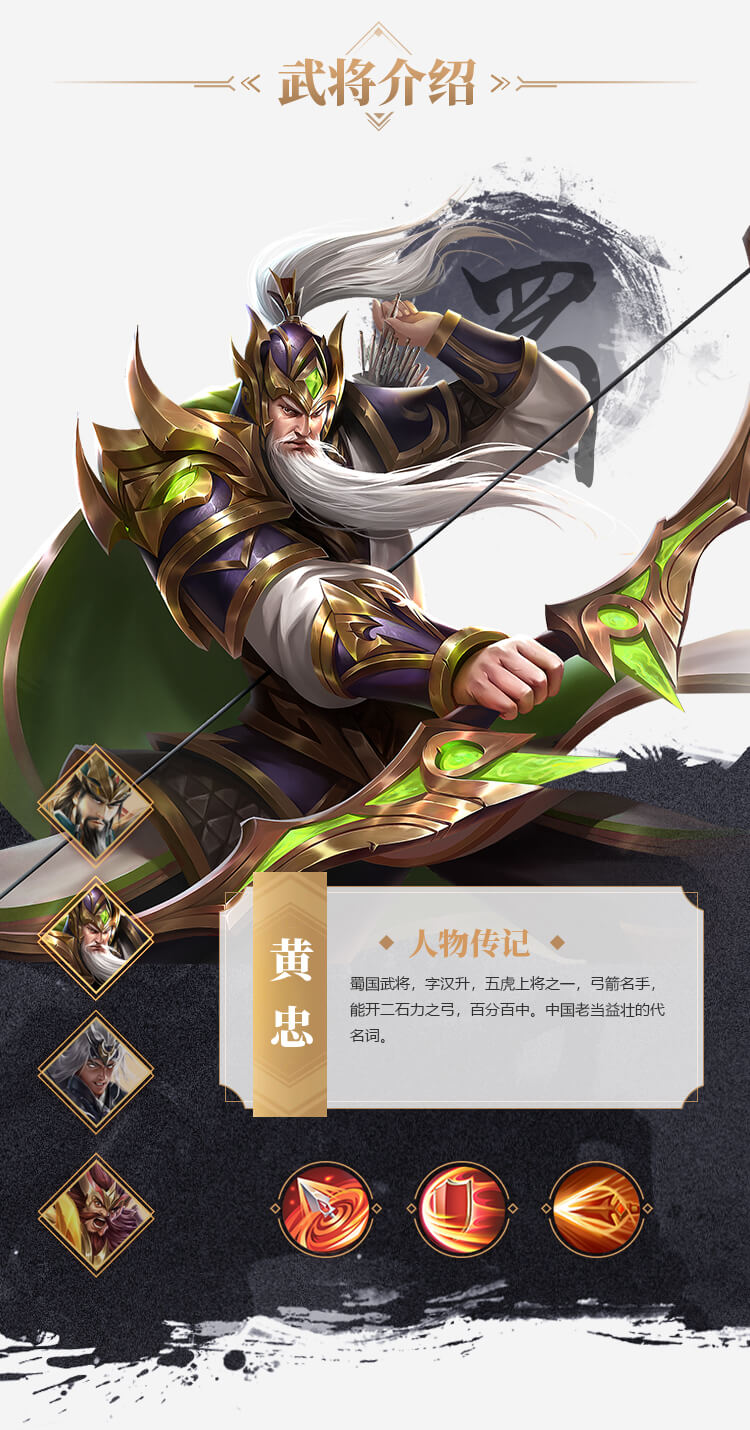 武将介绍
蜀
黄忠
人物传记
蜀国武将，字汉升，五虎上将之一，弓箭名手，
能开二石力之弓，百分百中。中国老当益壮的代
名词。